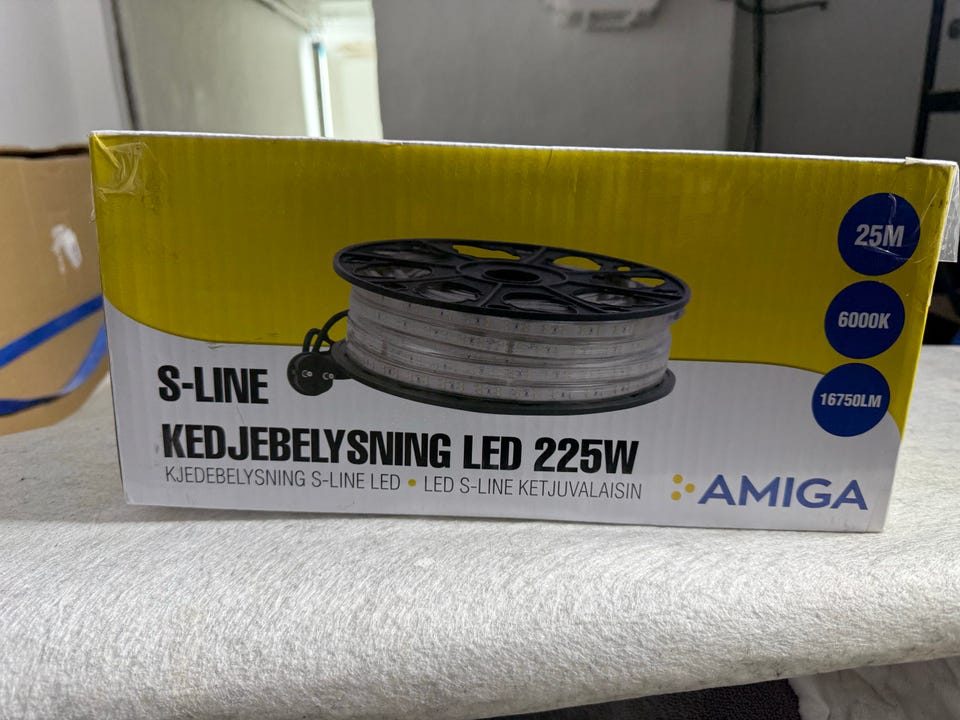 25M
6000K
16750LM
S-LINE
KEDJEBELYSNING LED 225W
KJEDEBELYSNING S-LINE LED • LED S-LINE KETJUVALAISIN
AMIGA